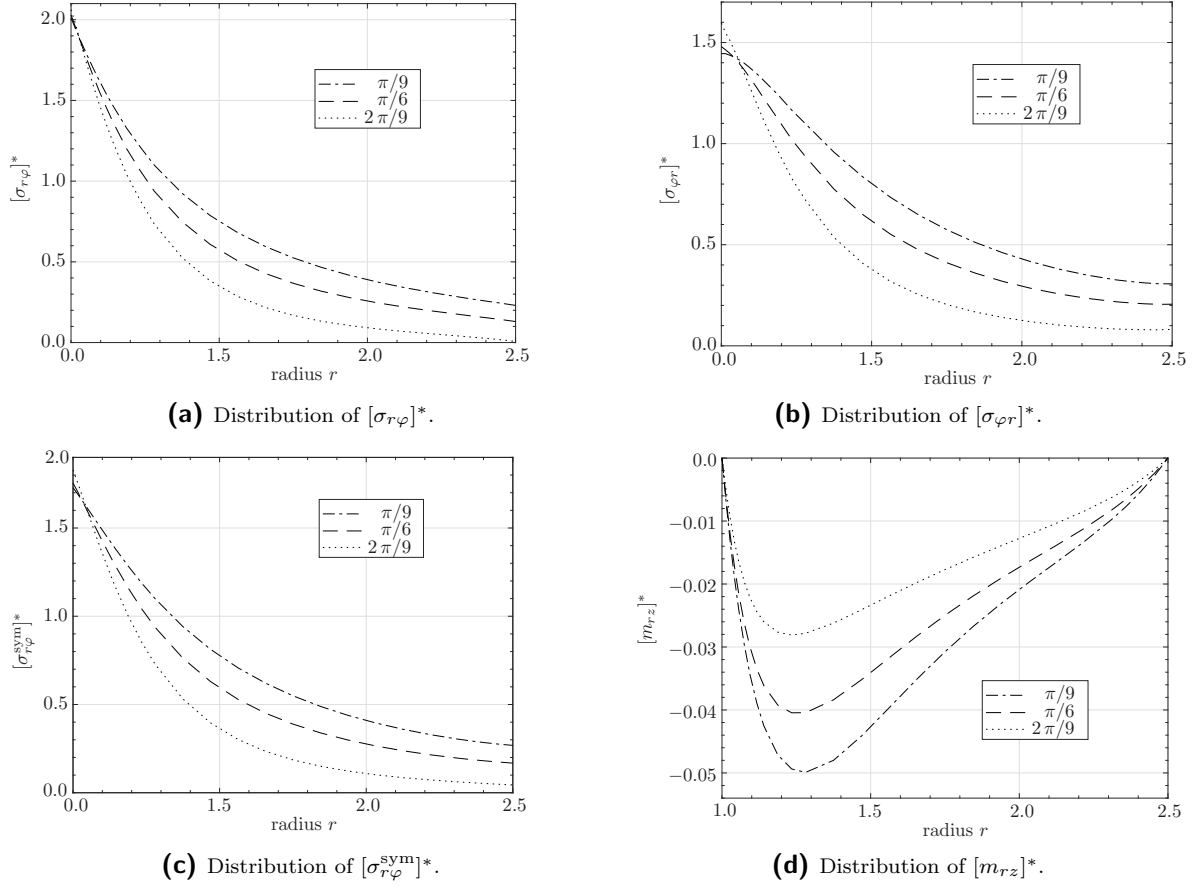 2.0
1.5
1.0
0.5
0.0
[σ_{rφ}]*
π/9
π/6
2 π/9
0.0 1.5 2.0 2.5
radius r
(a) Distribution of [σ_{rφ}]*.
1.5
1.0
0.5
0.0
[σ_{φr}]*
π/9
π/6
2 π/9
0.0 1.5 2.0 2.5
radius r
(b) Distribution of [σ_{φr}]*.
2.0
1.5
1.0
0.5
0.0
[σ_{rφ}^{sym}]*
π/9
π/6
2 π/9
0.0 1.5 2.0 2.5
radius r
(c) Distribution of [σ_{rφ}^{sym}]*.
0.0
−0.01
−0.02
−0.03
−0.04
−0.05
[m_{rz}]*
π/9
π/6
2 π/9
1.0 1.5 2.0 2.5
radius r
(d) Distribution of [m_{rz}]*.